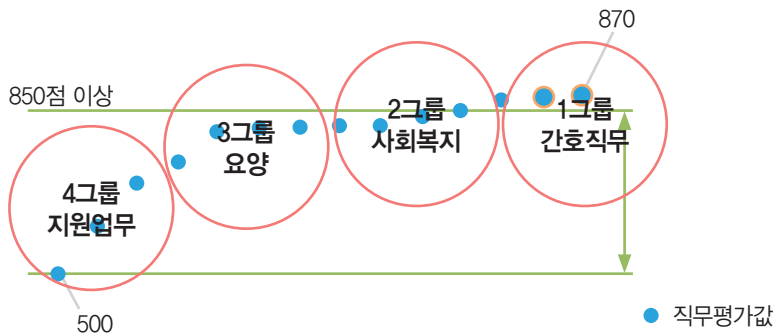 870
850점 이상
2그룹
사회복지
1그룹
간호직무
3그룹
요양
4그룹
지원업무
500
직무평가값